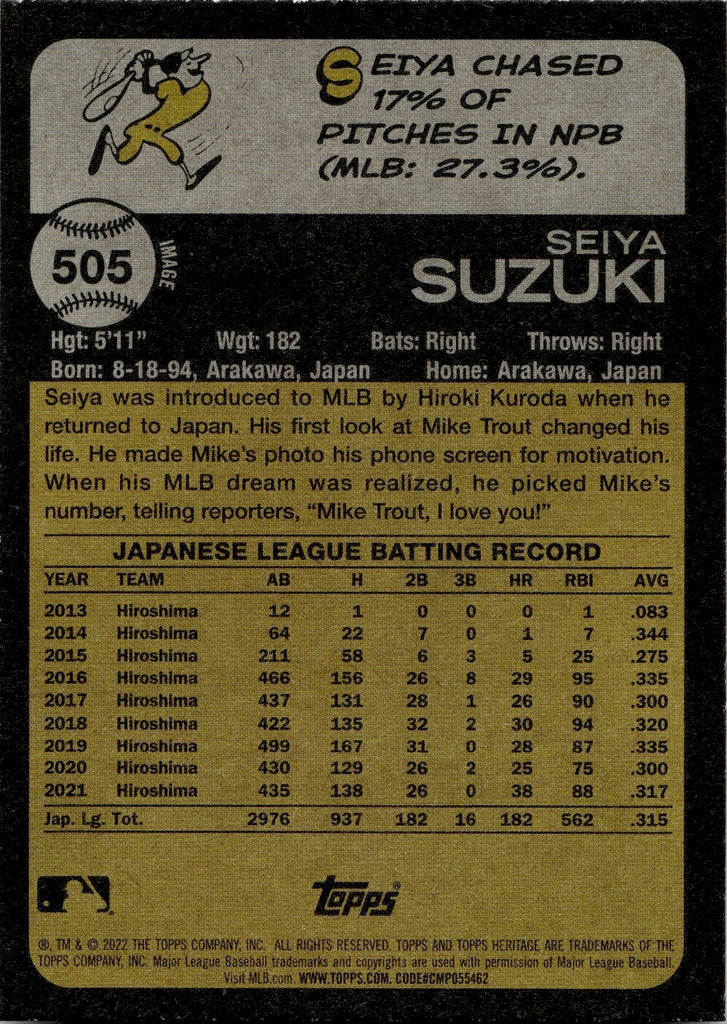 SEIYA CHASED
17% OF
PITCHES IN NPB
(MLB: 27.3%).
505
IMAGE
SEIYA
SUZUKI
Hgt: 5'11" Wgt: 182 Bats: Right Throws: Right
Born: 8-18-94, Arakawa, Japan Home: Arakawa, Japan
Seiya was introduced to MLB by Hiroki Kuroda when he
returned to Japan. His first look at Mike Trout changed his
life. He made Mike's photo his phone screen for motivation.
When his MLB dream was realized, he picked Mike's
number, telling reporters, “Mike Trout, I love you!”
JAPANESE LEAGUE BATTING RECORD
YEAR TEAM AB H 2B 3B HR RBI AVG
2013 Hiroshima 12 1 0 0 0 1 .083
2014 Hiroshima 64 22 7 0 1 7 .344
2015 Hiroshima 211 58 6 3 5 25 .275
2016 Hiroshima 466 156 26 8 29 95 .335
2017 Hiroshima 437 131 28 1 26 90 .300
2018 Hiroshima 422 135 32 2 30 94 .320
2019 Hiroshima 499 167 31 0 28 87 .335
2020 Hiroshima 430 129 26 2 25 75 .300
2021 Hiroshima 435 138 26 0 38 88 .317
Jap. Lg. Tot. 2976 937 182 16 182 562 .315
topps®
®, TM & © 2022 THE TOPPS COMPANY, INC. ALL RIGHTS RESERVED. TOPPS AND TOPPS HERITAGE ARE TRADEMARKS OF THE
TOPPS COMPANY, INC. Major League Baseball trademarks and copyrights are used with permission of Major League Baseball.
Visit MLB.com. WWW.TOPPS.COM. CODE#CMP055462